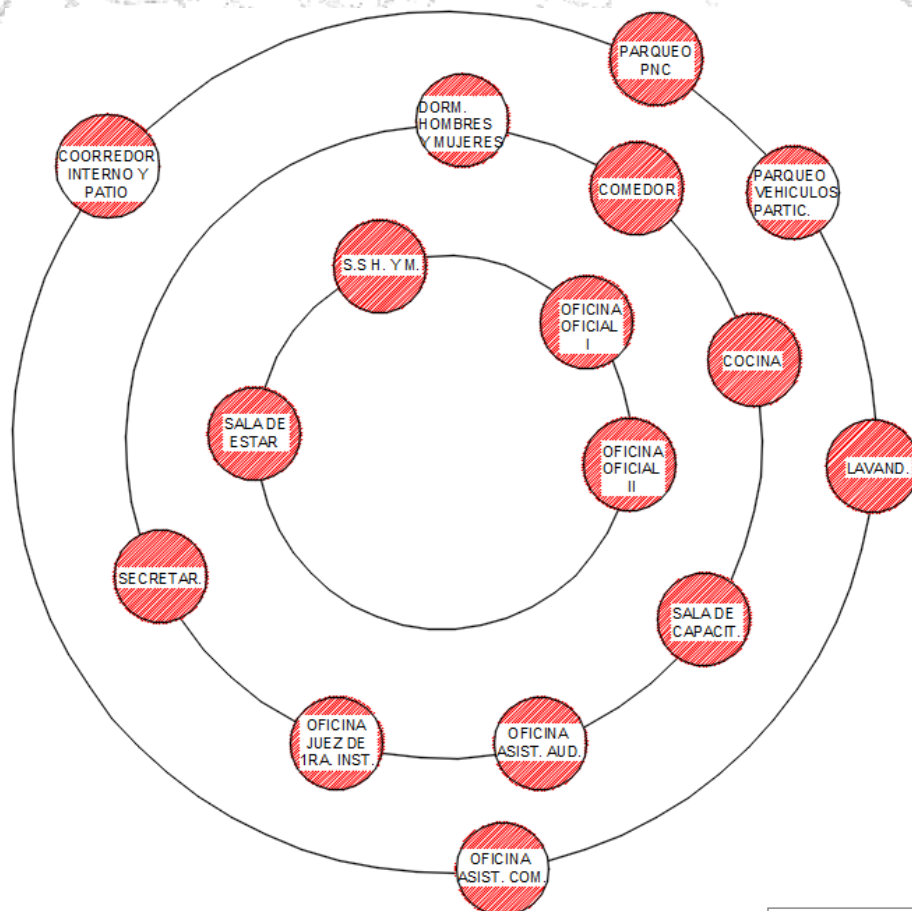 PARQUEO
PNC
DORM.
HOMBRES
Y MUJERES
COORREDOR
INTERNO Y
PATIO
COMEDOR
PARQUEO
VEHICULOS
PARTIC.
S.S H. Y M.
OFICINA
OFICIAL
I
COCINA
SALA DE
ESTAR
OFICINA
OFICIAL
II
LAVAND.
SECRETAR.
SALA DE
CAPACIT.
OFICINA
JUEZ DE
1RA. INST.
OFICINA
ASIST. AUD.
OFICINA
ASIST. COM.